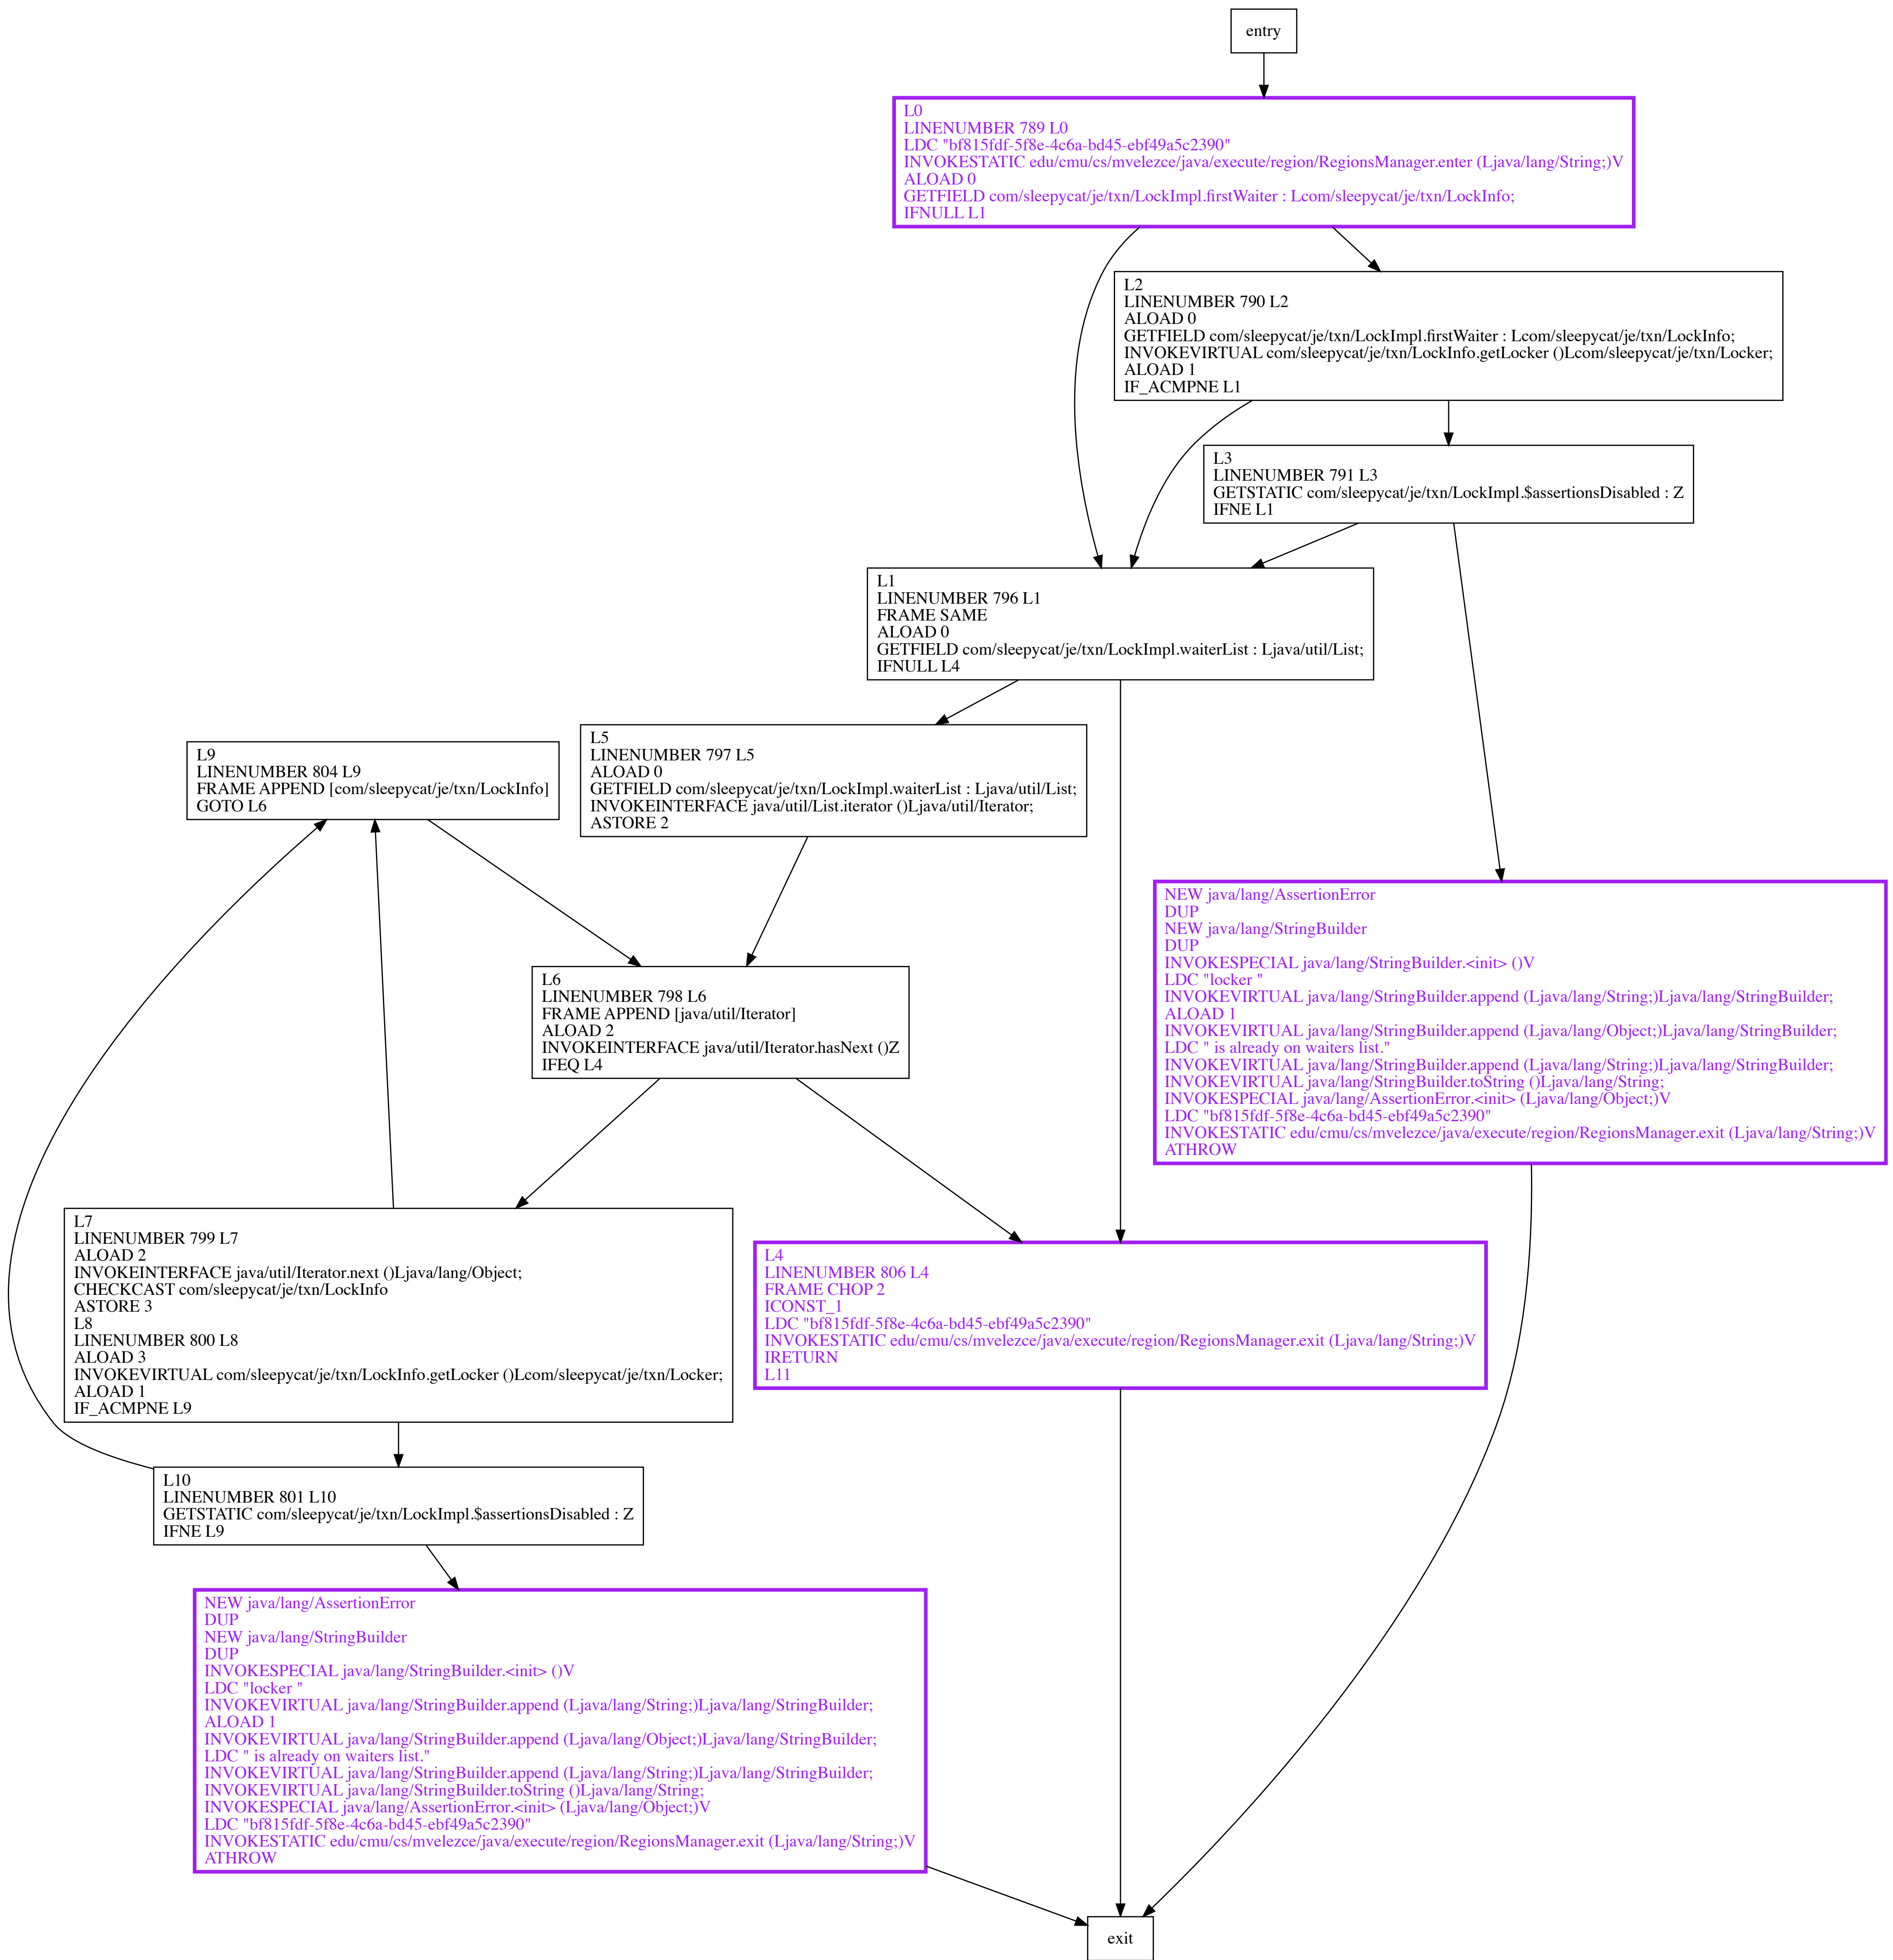 entry
L0
LINENUMBER 789 L0
LDC "bf815fdf-5f8e-4c6a-bd45-ebf49a5c2390"
INVOKESTATIC edu/cmu/cs/mvelezce/java/execute/region/RegionsManager.enter (Ljava/lang/String;)V
ALOAD 0
GETFIELD com/sleepycat/je/txn/LockImpl.firstWaiter : Lcom/sleepycat/je/txn/LockInfo;
IFNULL L1
L2
LINENUMBER 790 L2
ALOAD 0
GETFIELD com/sleepycat/je/txn/LockImpl.firstWaiter : Lcom/sleepycat/je/txn/LockInfo;
INVOKEVIRTUAL com/sleepycat/je/txn/LockInfo.getLocker ()Lcom/sleepycat/je/txn/Locker;
ALOAD 1
IF_ACMPNE L1
L3
LINENUMBER 791 L3
GETSTATIC com/sleepycat/je/txn/LockImpl.$assertionsDisabled : Z
IFNE L1
L1
LINENUMBER 796 L1
FRAME SAME
ALOAD 0
GETFIELD com/sleepycat/je/txn/LockImpl.waiterList : Ljava/util/List;
IFNULL L4
L5
LINENUMBER 797 L5
ALOAD 0
GETFIELD com/sleepycat/je/txn/LockImpl.waiterList : Ljava/util/List;
INVOKEINTERFACE java/util/List.iterator ()Ljava/util/Iterator;
ASTORE 2
L9
LINENUMBER 804 L9
FRAME APPEND [com/sleepycat/je/txn/LockInfo]
GOTO L6
NEW java/lang/AssertionError
DUP
NEW java/lang/StringBuilder
DUP
INVOKESPECIAL java/lang/StringBuilder.<init> ()V
LDC "locker "
INVOKEVIRTUAL java/lang/StringBuilder.append (Ljava/lang/String;)Ljava/lang/StringBuilder;
ALOAD 1
INVOKEVIRTUAL java/lang/StringBuilder.append (Ljava/lang/Object;)Ljava/lang/StringBuilder;
LDC " is already on waiters list."
INVOKEVIRTUAL java/lang/StringBuilder.append (Ljava/lang/String;)Ljava/lang/StringBuilder;
INVOKEVIRTUAL java/lang/StringBuilder.toString ()Ljava/lang/String;
INVOKESPECIAL java/lang/AssertionError.<init> (Ljava/lang/Object;)V
LDC "bf815fdf-5f8e-4c6a-bd45-ebf49a5c2390"
INVOKESTATIC edu/cmu/cs/mvelezce/java/execute/region/RegionsManager.exit (Ljava/lang/String;)V
ATHROW
L6
LINENUMBER 798 L6
FRAME APPEND [java/util/Iterator]
ALOAD 2
INVOKEINTERFACE java/util/Iterator.hasNext ()Z
IFEQ L4
L7
LINENUMBER 799 L7
ALOAD 2
INVOKEINTERFACE java/util/Iterator.next ()Ljava/lang/Object;
CHECKCAST com/sleepycat/je/txn/LockInfo
ASTORE 3
L8
LINENUMBER 800 L8
ALOAD 3
INVOKEVIRTUAL com/sleepycat/je/txn/LockInfo.getLocker ()Lcom/sleepycat/je/txn/Locker;
ALOAD 1
IF_ACMPNE L9
L4
LINENUMBER 806 L4
FRAME CHOP 2
ICONST_1
LDC "bf815fdf-5f8e-4c6a-bd45-ebf49a5c2390"
INVOKESTATIC edu/cmu/cs/mvelezce/java/execute/region/RegionsManager.exit (Ljava/lang/String;)V
IRETURN
L11
L10
LINENUMBER 801 L10
GETSTATIC com/sleepycat/je/txn/LockImpl.$assertionsDisabled : Z
IFNE L9
NEW java/lang/AssertionError
DUP
NEW java/lang/StringBuilder
DUP
INVOKESPECIAL java/lang/StringBuilder.<init> ()V
LDC "locker "
INVOKEVIRTUAL java/lang/StringBuilder.append (Ljava/lang/String;)Ljava/lang/StringBuilder;
ALOAD 1
INVOKEVIRTUAL java/lang/StringBuilder.append (Ljava/lang/Object;)Ljava/lang/StringBuilder;
LDC " is already on waiters list."
INVOKEVIRTUAL java/lang/StringBuilder.append (Ljava/lang/String;)Ljava/lang/StringBuilder;
INVOKEVIRTUAL java/lang/StringBuilder.toString ()Ljava/lang/String;
INVOKESPECIAL java/lang/AssertionError.<init> (Ljava/lang/Object;)V
LDC "bf815fdf-5f8e-4c6a-bd45-ebf49a5c2390"
INVOKESTATIC edu/cmu/cs/mvelezce/java/execute/region/RegionsManager.exit (Ljava/lang/String;)V
ATHROW
exit